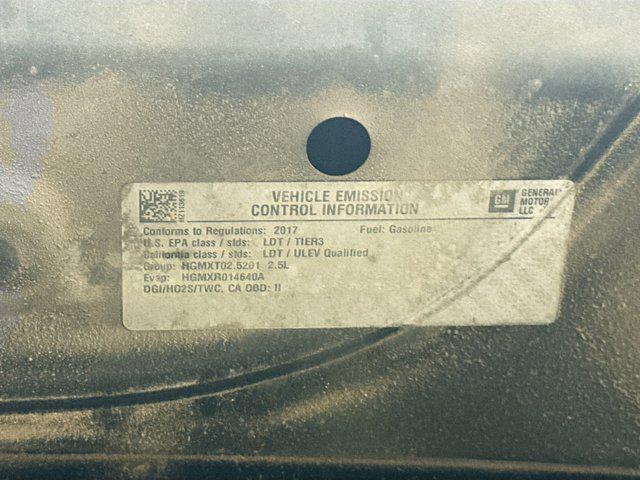 VEHICLE EMISSION
CONTROL INFORMATION
GM
GENERAL
MOTORS
LLC
Conforms to Regulations: 2017 Fuel: Gasoline
U.S. EPA class / stds: LDT / TIER3
California class / stds: LDT / ULEV Qualified
Group: HGMXT02.5201 2.5L
Evap: HGMXR014640A
DGI/HO2S/TWC, CA OBD: II